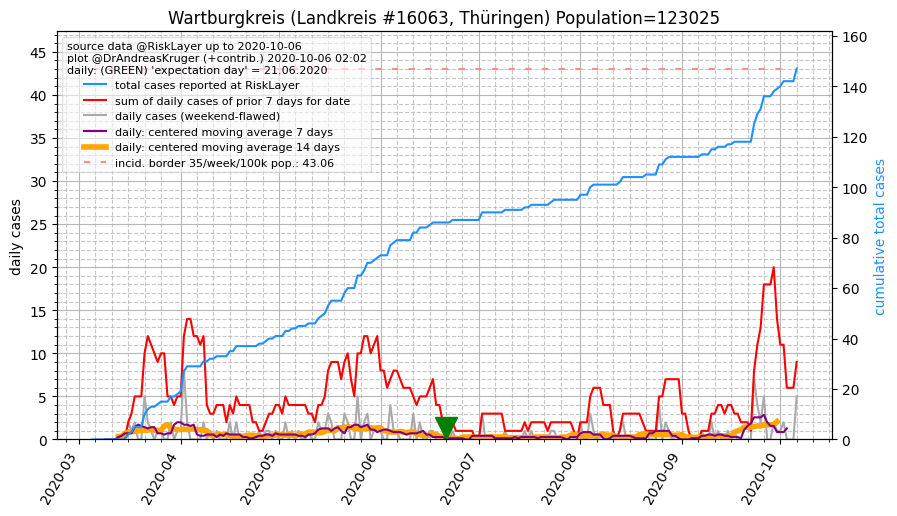 Wartburgkreis (Landkreis #16063, Thüringen) Population=123025
source data @RiskLayer up to 2020-10-06
plot @DrAndreasKruger (+contrib.) 2020-10-06 02:02
daily: (GREEN) 'expectation day' = 21.06.2020
total cases reported at RiskLayer
sum of daily cases of prior 7 days for date
daily cases (weekend-flawed)
daily: centered moving average 7 days
daily: centered moving average 14 days
incid. border 35/week/100k pop.: 43.06
daily cases
45
40
35
30
25
20
15
10
5
0
cumulative total cases
160
140
120
100
80
60
40
20
0
2020-03
2020-04
2020-05
2020-06
2020-07
2020-08
2020-09
2020-10